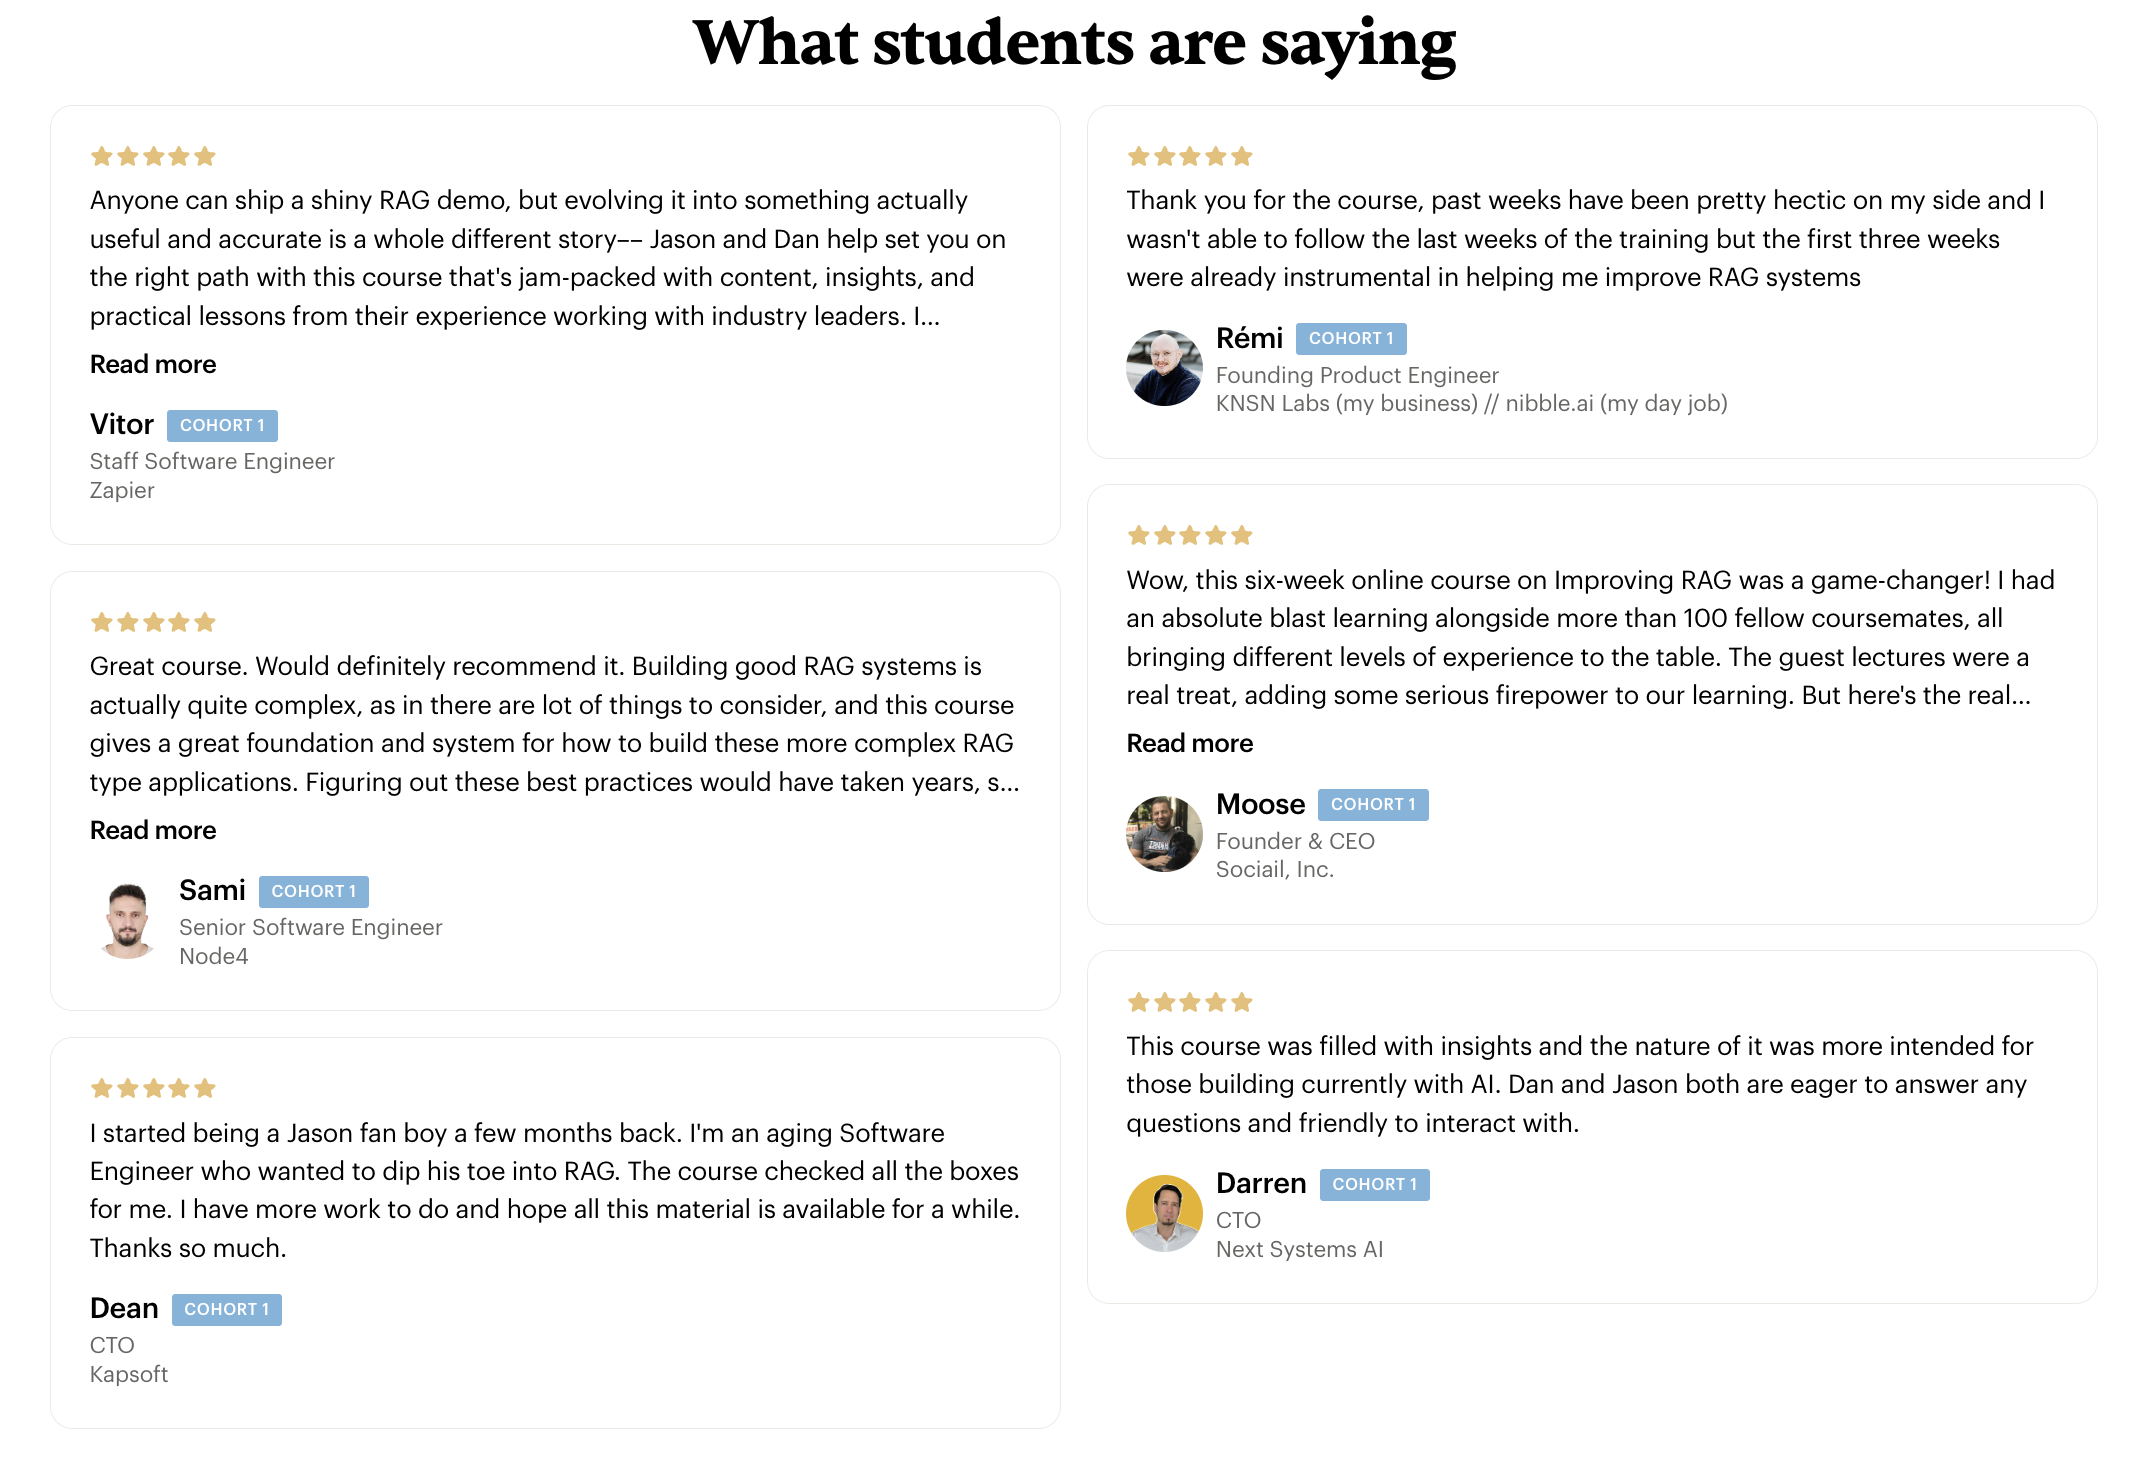 What students are saying
Anyone can ship a shiny RAG demo, but evolving it into something actually
useful and accurate is a whole different story–– Jason and Dan help set you on
the right path with this course that's jam-packed with content, insights, and
practical lessons from their experience working with industry leaders. I...
Read more
Vitor COHORT 1
Staff Software Engineer
Zapier
Great course. Would definitely recommend it. Building good RAG systems is
actually quite complex, as in there are lot of things to consider, and this course
gives a great foundation and system for how to build these more complex RAG
type applications. Figuring out these best practices would have taken years, s...
Read more
Sami COHORT 1
Senior Software Engineer
Node4
I started being a Jason fan boy a few months back. I'm an aging Software
Engineer who wanted to dip his toe into RAG. The course checked all the boxes
for me. I have more work to do and hope all this material is available for a while.
Thanks so much.
Dean COHORT 1
CTO
Kapsoft
Thank you for the course, past weeks have been pretty hectic on my side and I
wasn't able to follow the last weeks of the training but the first three weeks
were already instrumental in helping me improve RAG systems
Rémi COHORT 1
Founding Product Engineer
KNSN Labs (my business) // nibble.ai (my day job)
Wow, this six-week online course on Improving RAG was a game-changer! I had
an absolute blast learning alongside more than 100 fellow coursemates, all
bringing different levels of experience to the table. The guest lectures were a
real treat, adding some serious firepower to our learning. But here's the real...
Read more
Moose COHORT 1
Founder & CEO
Sociail, Inc.
This course was filled with insights and the nature of it was more intended for
those building currently with AI. Dan and Jason both are eager to answer any
questions and friendly to interact with.
Darren COHORT 1
CTO
Next Systems AI